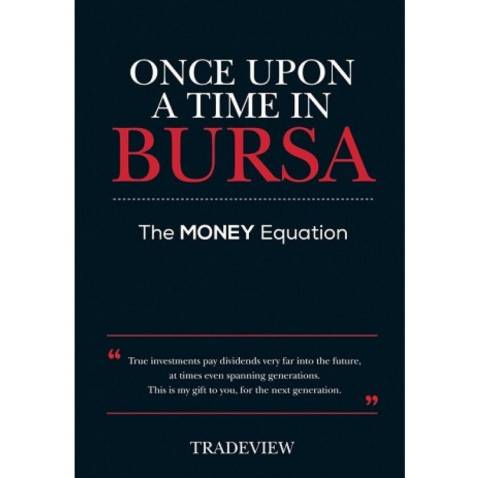 ONCE UPON
A TIME IN
BURSA
The MONEY Equation
“ True investments pay dividends very far into the future,
at times even spanning generations.
This is my gift to you, for the next generation. ”
TRADEVIEW